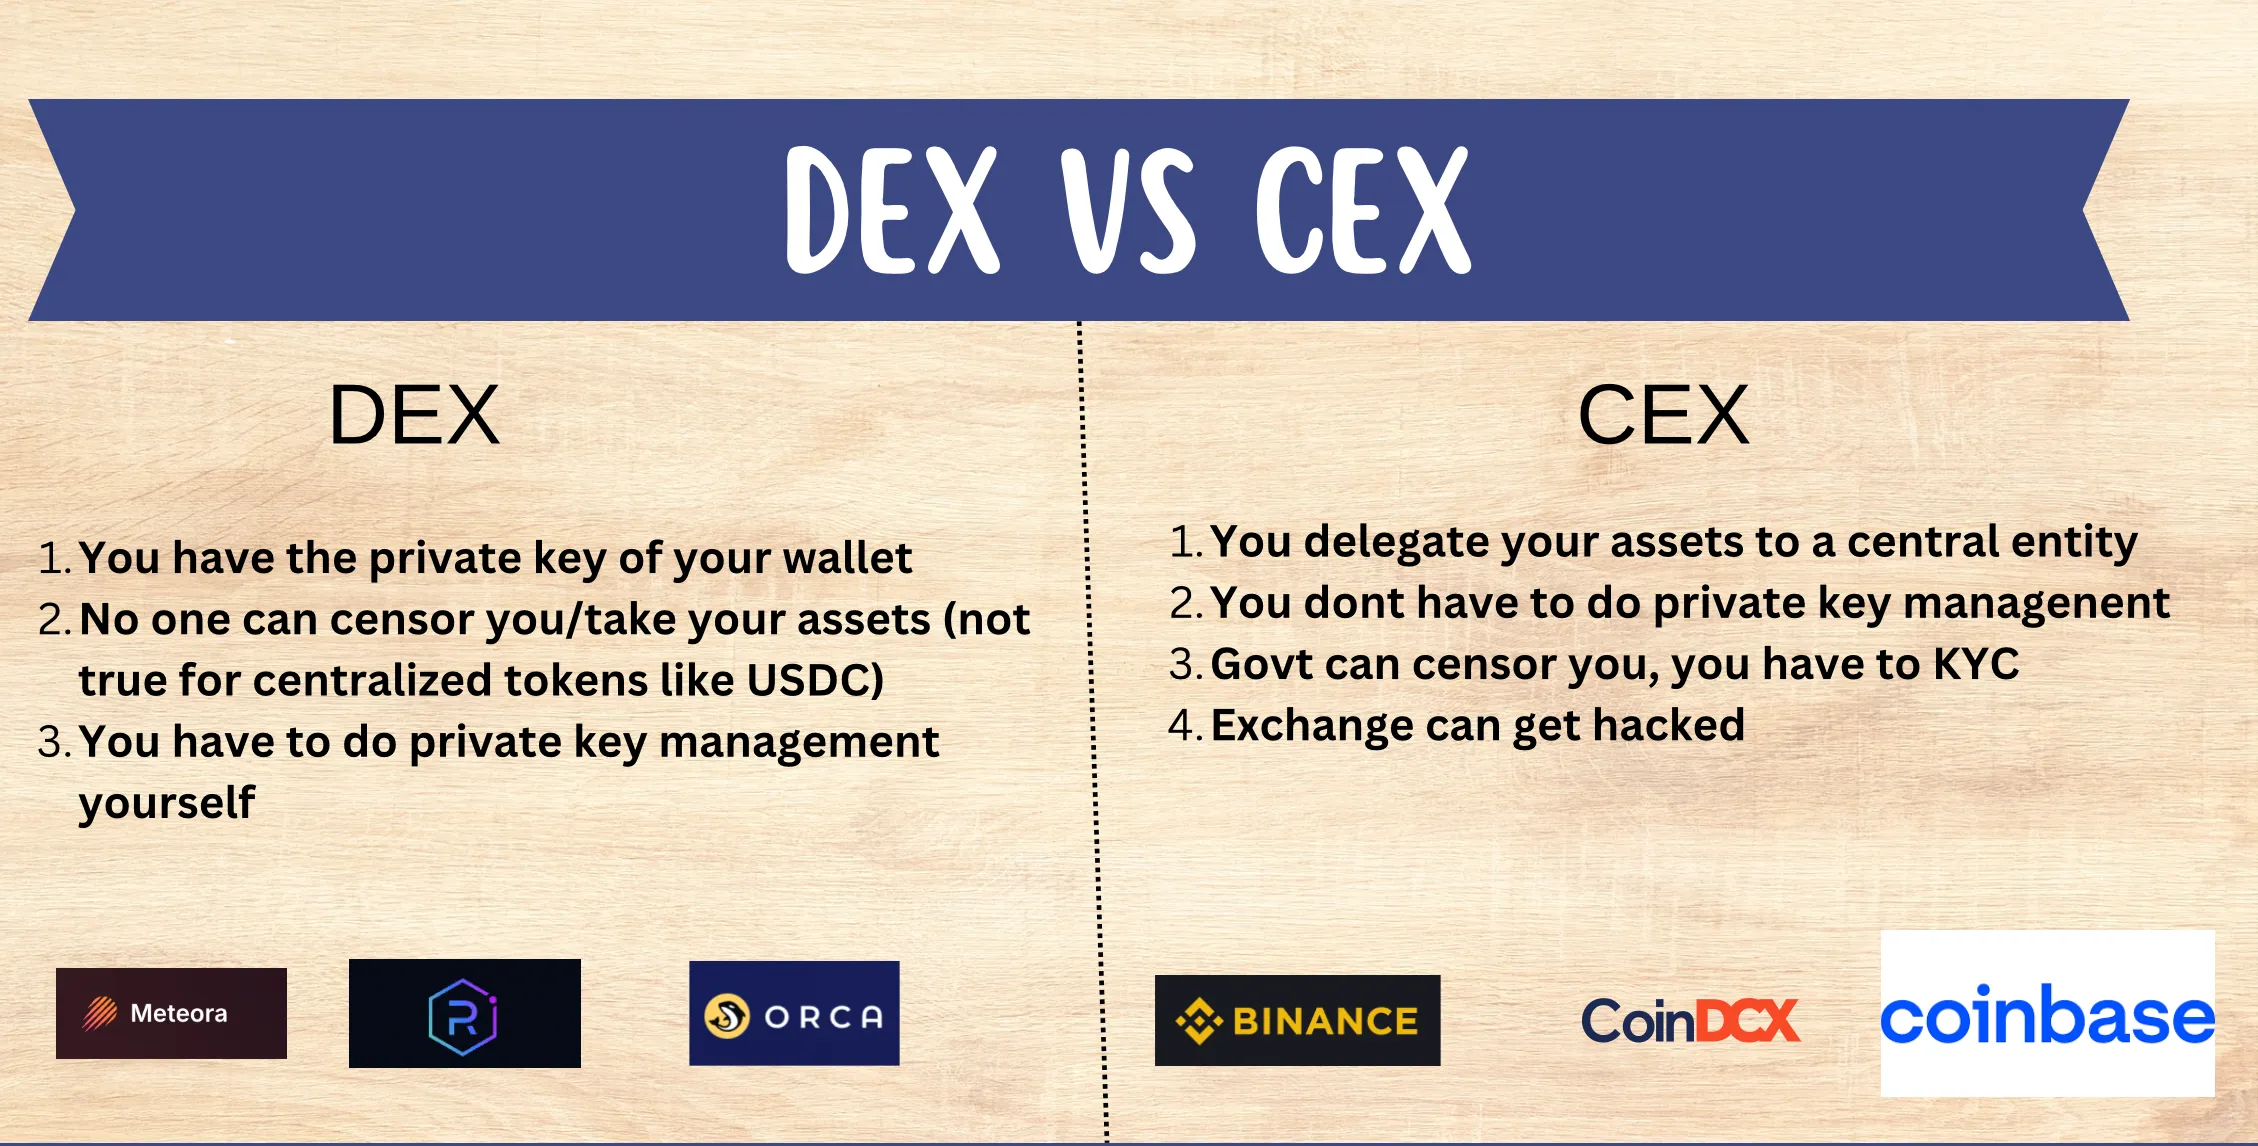 DEX VS CEX
DEX
1. You have the private key of your wallet
2. No one can censor you/take your assets (not
true for centralized tokens like USDC)
3. You have to do private key management
yourself
Meteora
R
ORCA
CEX
1. You delegate your assets to a central entity
2. You dont have to do private key managenent
3. Govt can censor you, you have to KYC
4. Exchange can get hacked
BINANCE
CoinDCX
coinbase